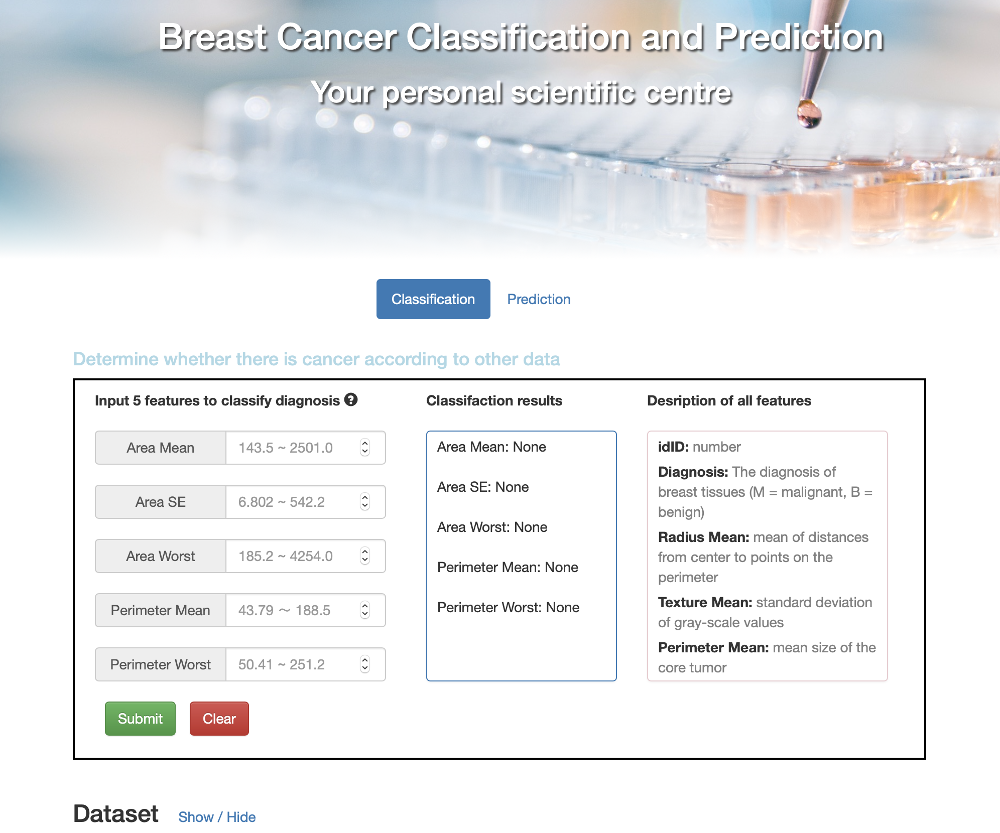 Breast Cancer Classification and Prediction
Your personal scientific centre
Classification
Prediction
Determine whether there is cancer according to other data
Input 5 features to classify diagnosis ?
Area Mean
143.5 ~ 2501.0
Area SE
6.802 ~ 542.2
Area Worst
185.2 ~ 4254.0
Perimeter Mean
43.79 ～ 188.5
Perimeter Worst
50.41 ~ 251.2
Submit
Clear
Classifaction results
Area Mean: None
Area SE: None
Area Worst: None
Perimeter Mean: None
Perimeter Worst: None
Desription of all features
idID: number
Diagnosis: The diagnosis of
breast tissues (M = malignant, B =
benign)
Radius Mean: mean of distances
from center to points on the
perimeter
Texture Mean: standard deviation
of gray-scale values
Perimeter Mean: mean size of the
core tumor
Dataset
Show / Hide